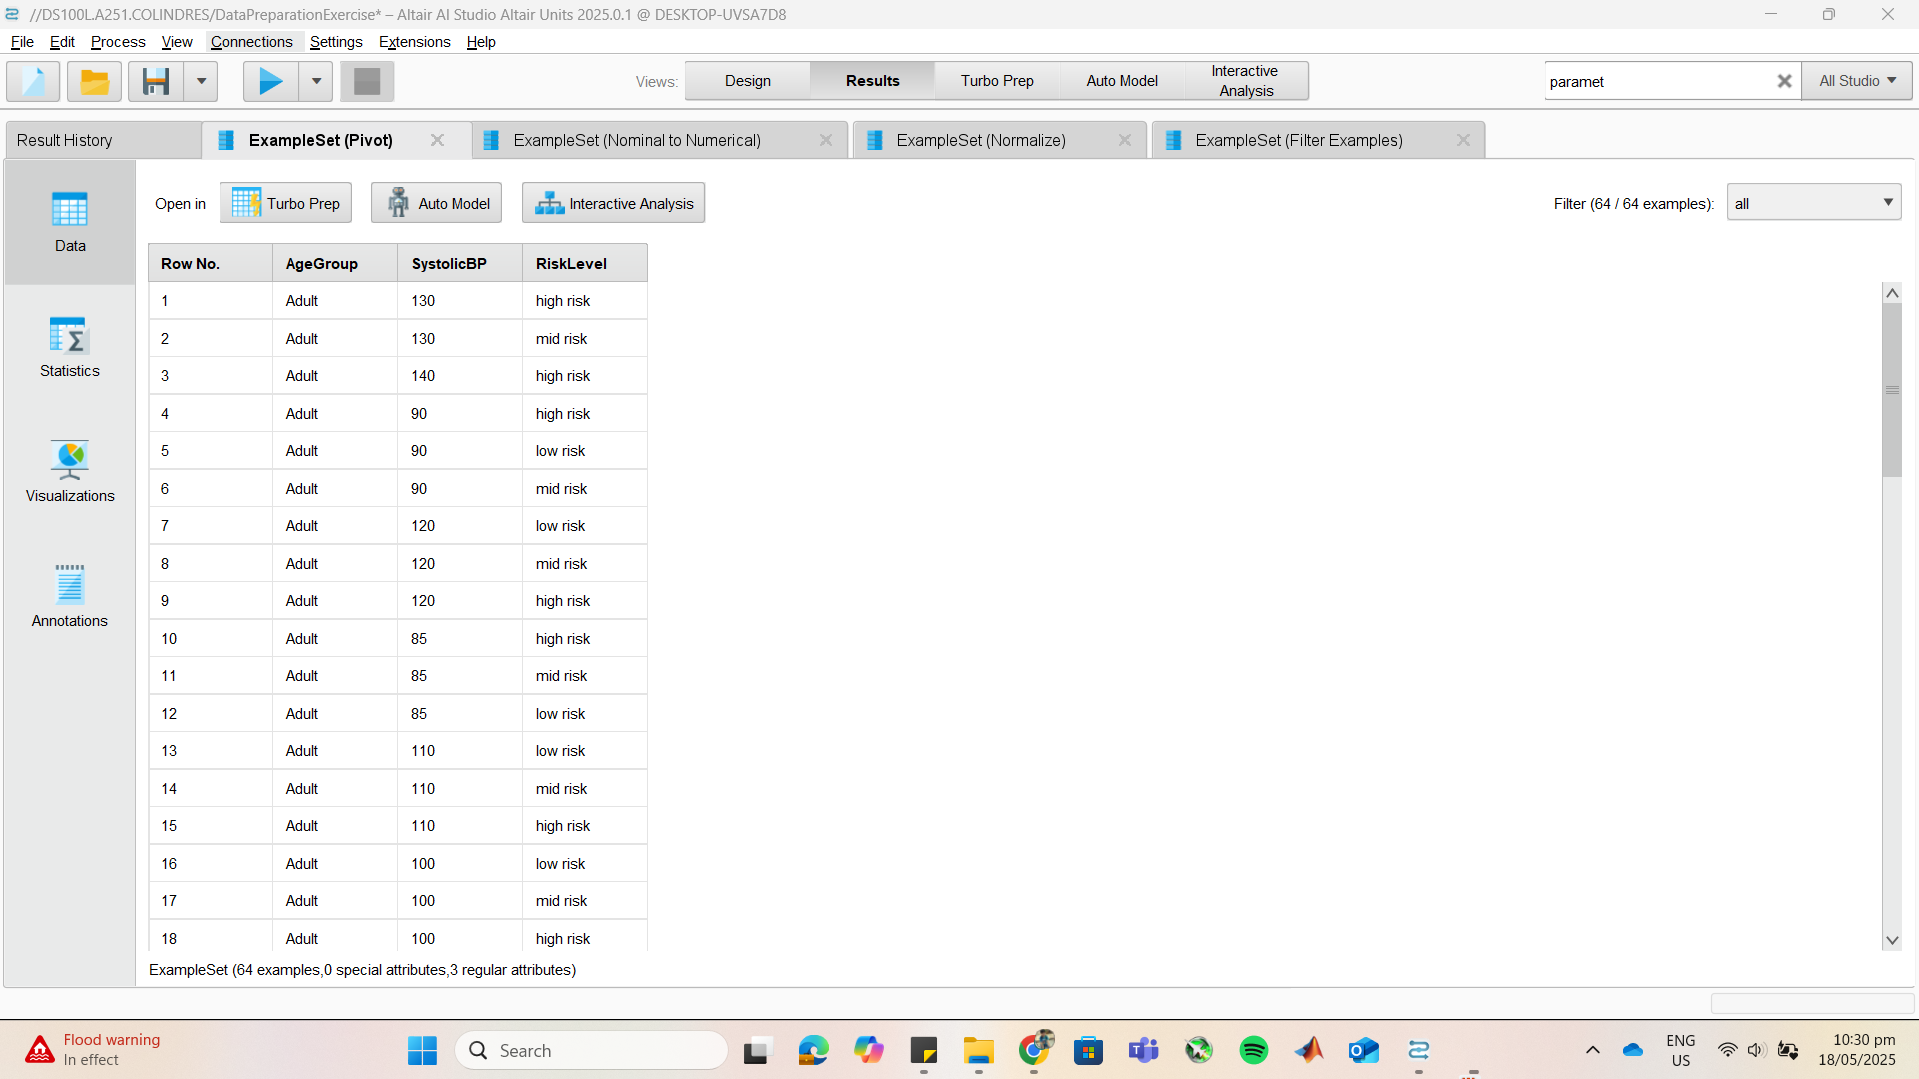 //DS100L.A251.COLINDRES/DataPreparationExercise* – Altair AI Studio Altair Units 2025.0.1 @ DESKTOP-UVSA7D8
File Edit Process View Connections Settings Extensions Help
Views: Design Results Turbo Prep Auto Model Interactive Analysis paramet All Studio
Result History ExampleSet (Pivot) ExampleSet (Nominal to Numerical) ExampleSet (Normalize) ExampleSet (Filter Examples)
Open in Turbo Prep Auto Model Interactive Analysis Filter (64 / 64 examples): all
Data
Statistics
Visualizations
Annotations
Row No. AgeGroup SystolicBP RiskLevel
1 Adult 130 high risk
2 Adult 130 mid risk
3 Adult 140 high risk
4 Adult 90 high risk
5 Adult 90 low risk
6 Adult 90 mid risk
7 Adult 120 low risk
8 Adult 120 mid risk
9 Adult 120 high risk
10 Adult 85 high risk
11 Adult 85 mid risk
12 Adult 85 low risk
13 Adult 110 low risk
14 Adult 110 mid risk
15 Adult 110 high risk
16 Adult 100 low risk
17 Adult 100 mid risk
18 Adult 100 high risk
ExampleSet (64 examples,0 special attributes,3 regular attributes)
Flood warning
In effect
Search
ENG
US
10:30 pm
18/05/2025